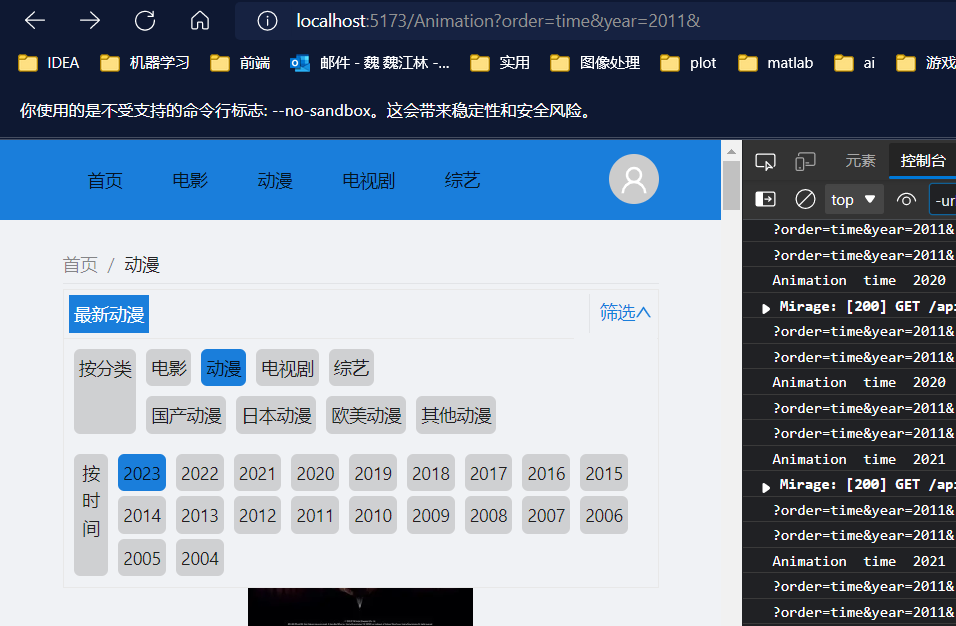 localhost:5173/Animation?order=time&year=2011&
IDEA 机器学习 前端 邮件 - 魏 魏江林 -... 实用 图像处理 plot matlab ai 游戏
你使用的是不受支持的命令行标志: --no-sandbox。这会带来稳定性和安全风险。
首页 电影 动漫 电视剧 综艺
首页 / 动漫
最新动漫 筛选
按分类 电影 动漫 电视剧 综艺
国产动漫 日本动漫 欧美动漫 其他动漫
按时间 2023 2022 2021 2020 2019 2018 2017 2016 2015
2014 2013 2012 2011 2010 2009 2008 2007 2006
2005 2004
元素 控制台
top -ur
?order=time&year=2011&
?order=time&year=2011&
Animation time 2020
Mirage: [200] GET /api
?order=time&year=2011&
?order=time&year=2011&
Animation time 2020
?order=time&year=2011&
?order=time&year=2011&
Animation time 2021
Mirage: [200] GET /api
?order=time&year=2011&
?order=time&year=2011&
Animation time 2021
?order=time&year=2011&
?order=time&year=2011&